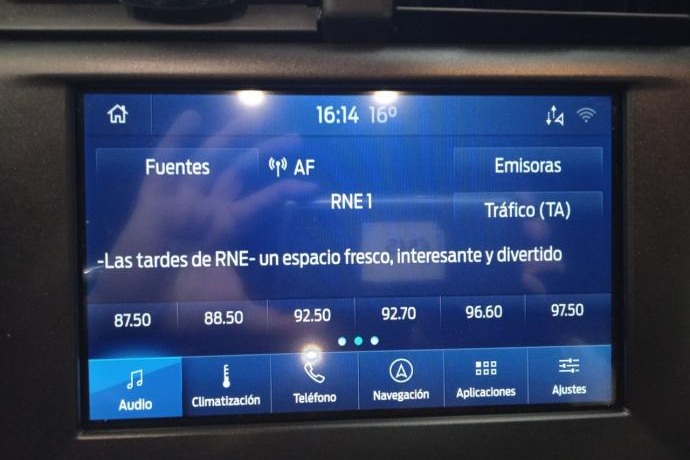 16:14 16°
Fuentes AF Emisoras
RNE 1
Tráfico (TA)
-Las tardes de RNE- un espacio fresco, interesante y divertido
87.50 88.50 92.50 92.70 96.60 97.50
Audio Climatización Teléfono Navegación Aplicaciones Ajustes